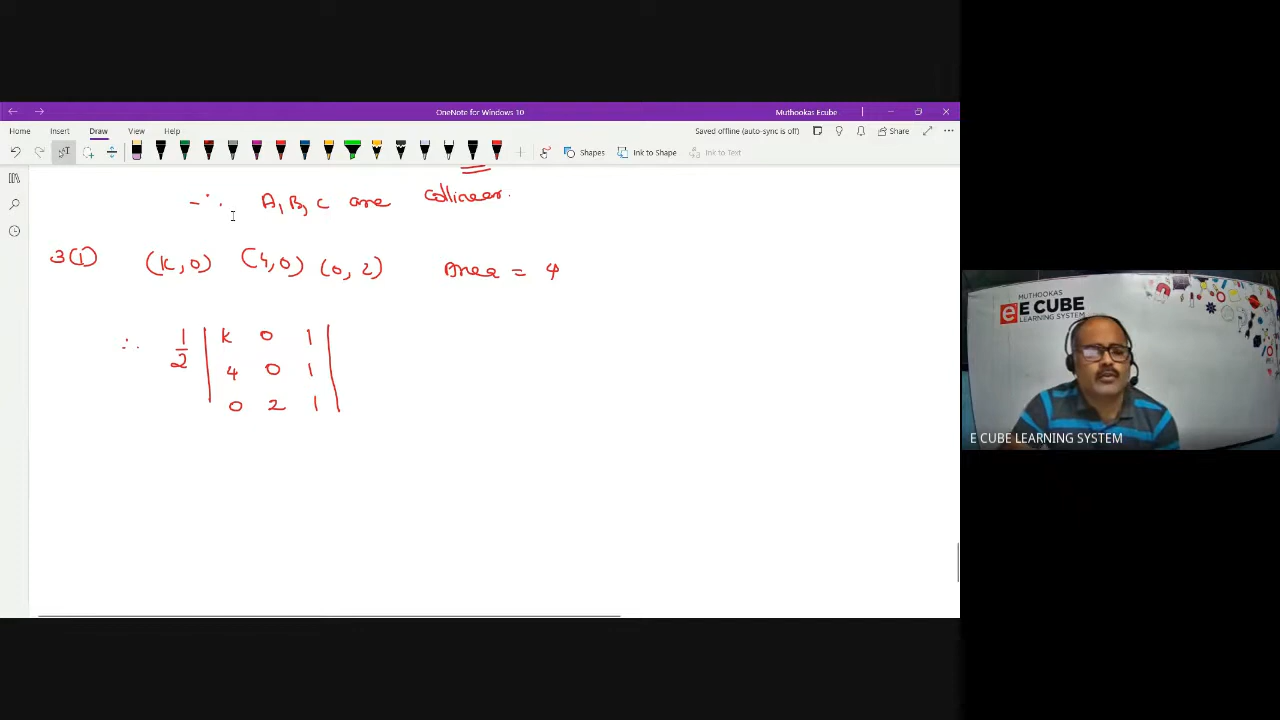 OneNote for Windows 10
Muthookas Ecube
Home Insert Draw View Help
Saved offline (auto-sync is off)
Share
Shapes
Ink to Shape
Ink to Text
∴ A, B, C are collinear.
3(1) (k, 0) (4, 0) (0, 2) Area = 4
∴ 1/2 | k 0 1 |
4 0 1
0 2 1
MUTHOOKAS
E CUBE
LEARNING SYSTEM
E CUBE LEARNING SYSTEM